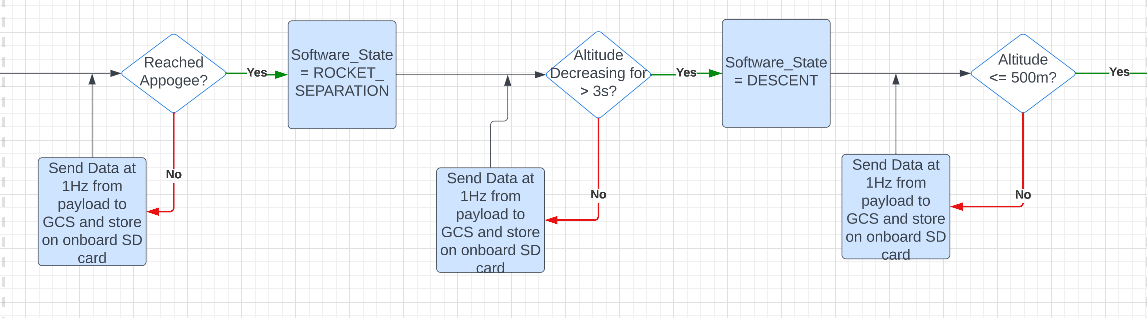 Reached
Appogee?
Yes
No
Send Data at
1Hz from
payload to
GCS and store
on onboard SD
card
Software_State
= ROCKET_
SEPARATION
Altitude
Decreasing for
> 3s?
Yes
No
Send Data at
1Hz from
payload to
GCS and store
on onboard SD
card
Software_State
= DESCENT
Altitude
<= 500m?
Yes
No
Send Data at
1Hz from
payload to
GCS and store
on onboard SD
card